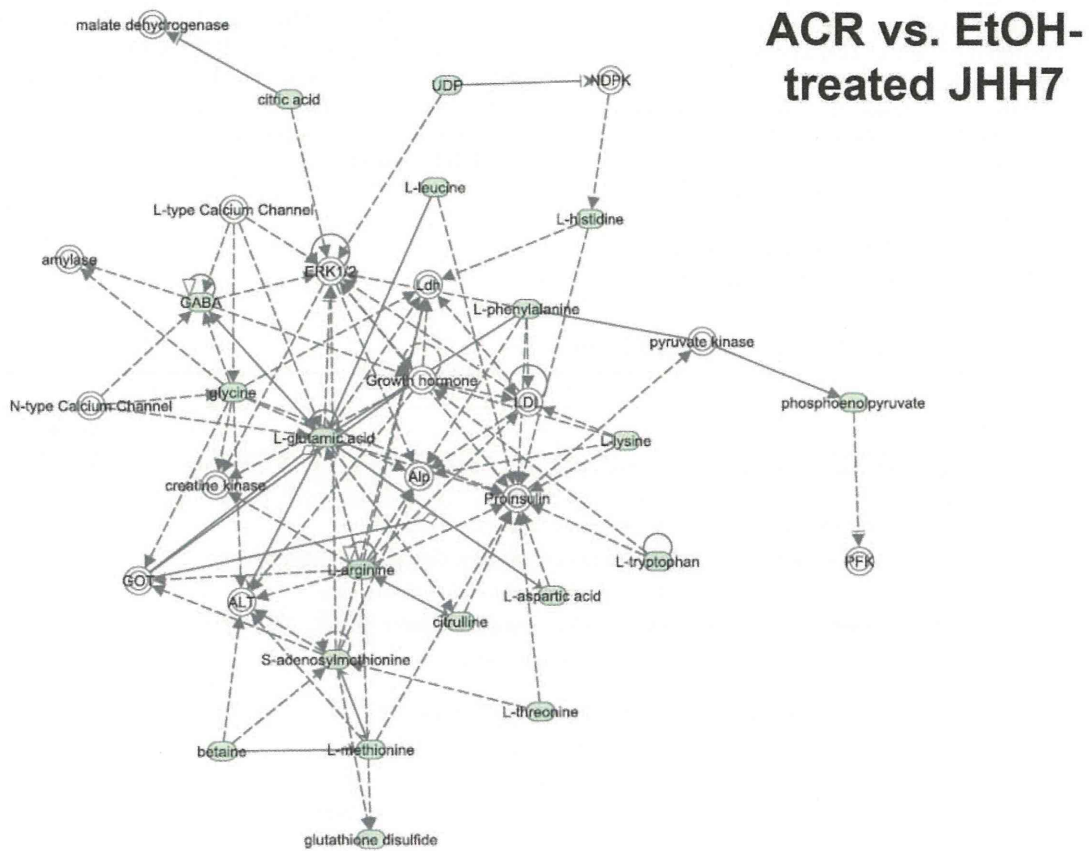 ACR vs. EtOH-
treated JHH7
malate dehydrogenase
citric acid
UDP
NDPK
L-leucine
L-type Calcium Channel
L-histidine
amylase
ERK1/2
Ldh
GABA
L-phenylalanine
pyruvate kinase
Growth hormone
glycine
LDL
N-type Calcium Channel
phosphoenolpyruvate
L-glutamic acid
L-lysine
Alp
creatine kinase
Proinsulin
L-tryptophan
PFK
L-arginine
GOT
L-aspartic acid
ALT
citrulline
S-adenosylmethionine
L-threonine
betaine
L-methionine
glutathione disulfide